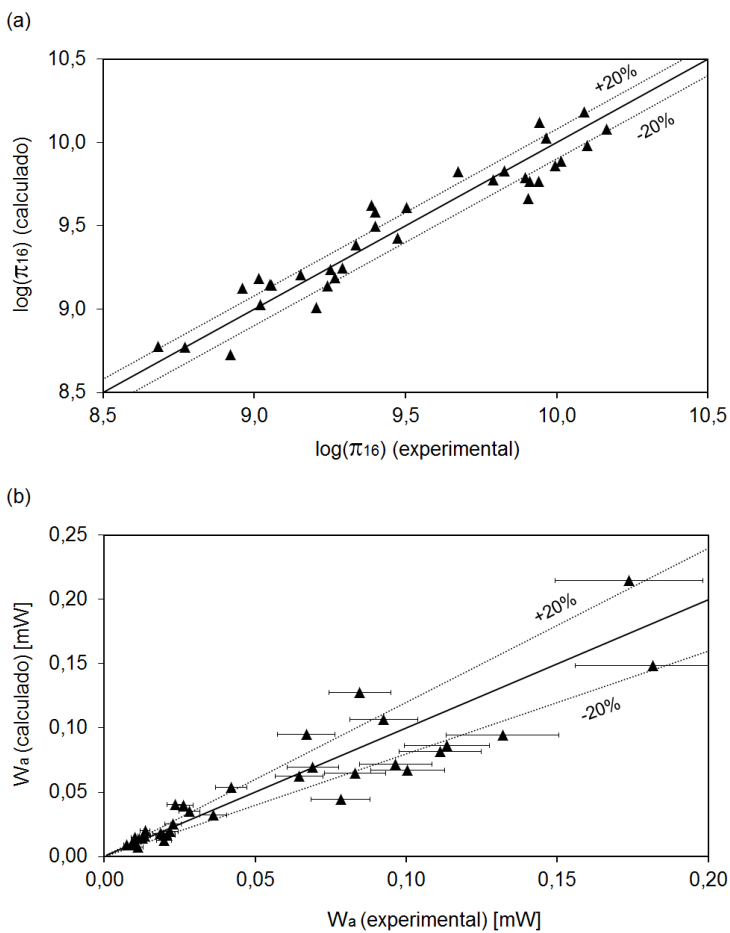 (a)
10,5
10,0
9,5
9,0
8,5
log(π16) (calculado)
+20%
-20%
8,5 9,0 9,5 10,0 10,5
log(π16) (experimental)
(b)
0,25
0,20
0,15
0,10
0,05
0,00
Wa (calculado) [mW]
+20%
-20%
0,00 0,05 0,10 0,15 0,20
Wa (experimental) [mW]